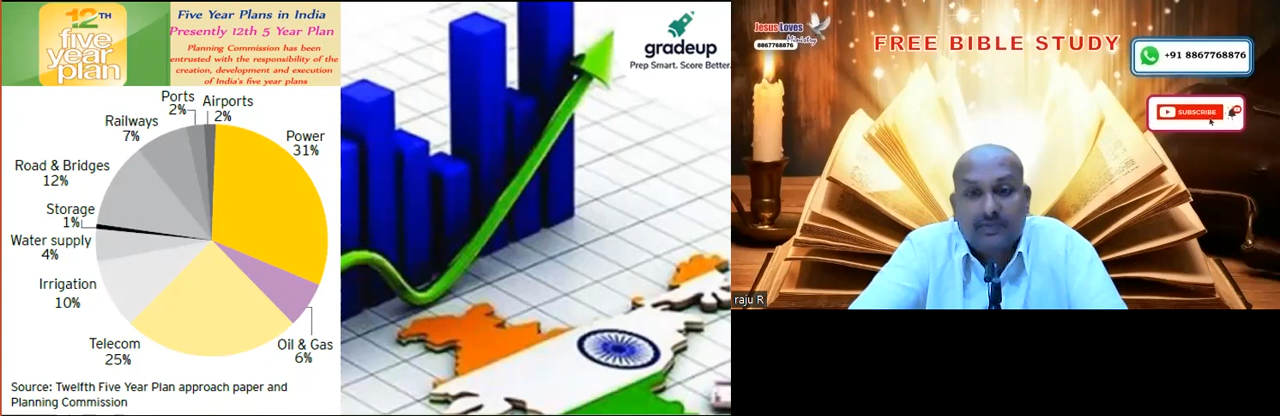 12TH
five
year
plan
Five Year Plans in India
Presently 12th 5 Year Plan
Planning Commission has been
entrusted with the responsibility of the
creation, development and execution
of India's five year plans
Ports
2%
Airports
2%
Railways
7%
Power
31%
Road & Bridges
12%
Storage
1%
Water supply
4%
Irrigation
10%
Telecom
25%
Oil & Gas
6%
Source: Twelfth Five Year Plan approach paper and
Planning Commission
gradeup
Prep Smart. Score Better.
Jesus Loves
Ministry
8867768876
FREE BIBLE STUDY
+91 8867768876
SUBSCRIBE
raju R